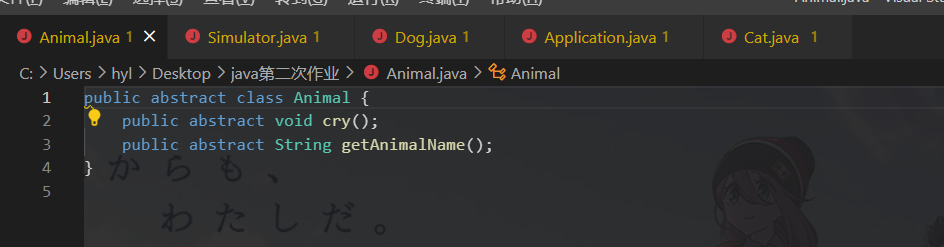 Animal.java 1 Simulator.java 1 Dog.java 1 Application.java 1 Cat.java 1
C: > Users > hyl > Desktop > java第二次作业 > Animal.java > Animal
1 public abstract class Animal {
2 public abstract void cry();
3 public abstract String getAnimalName();
4 }
5
からも、
わたしだ。